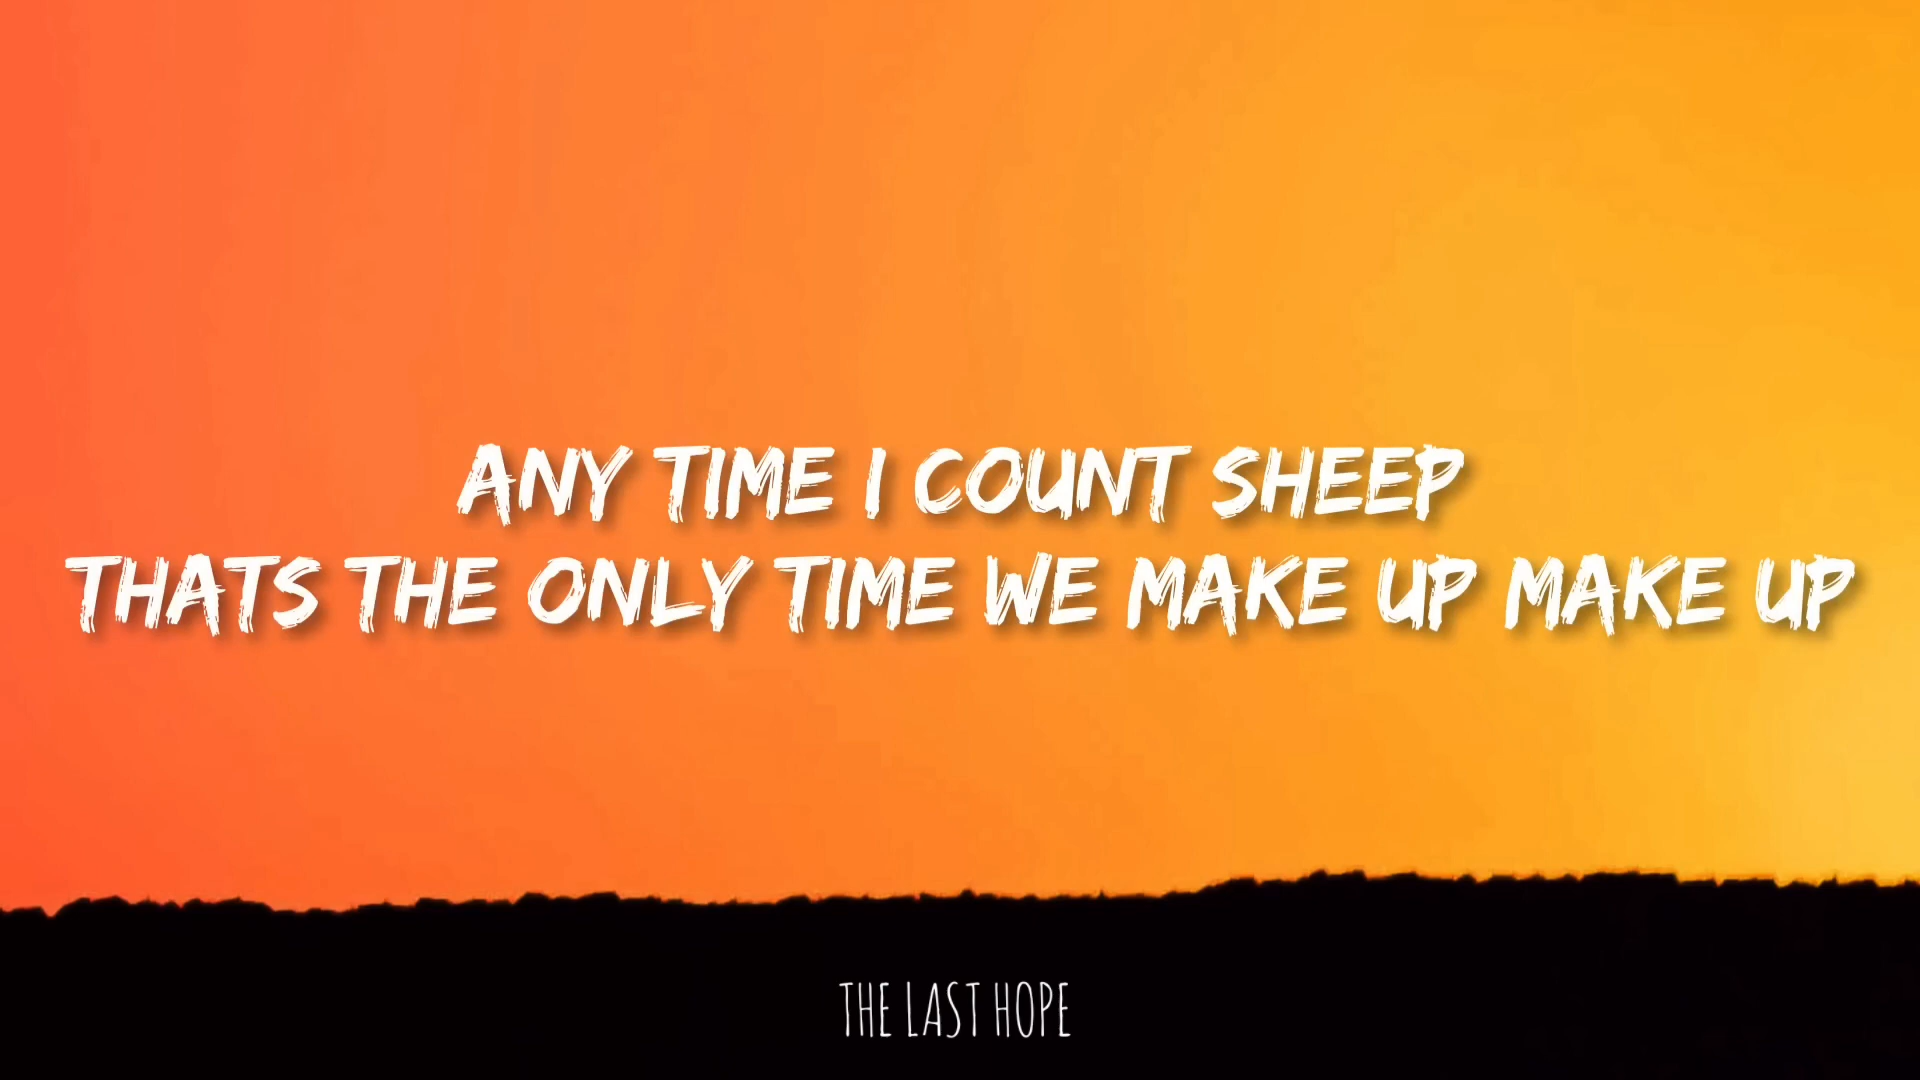 ANY TIME I COUNT SHEEP
THATS THE ONLY TIME WE MAKE UP MAKE UP
THE LAST HOPE